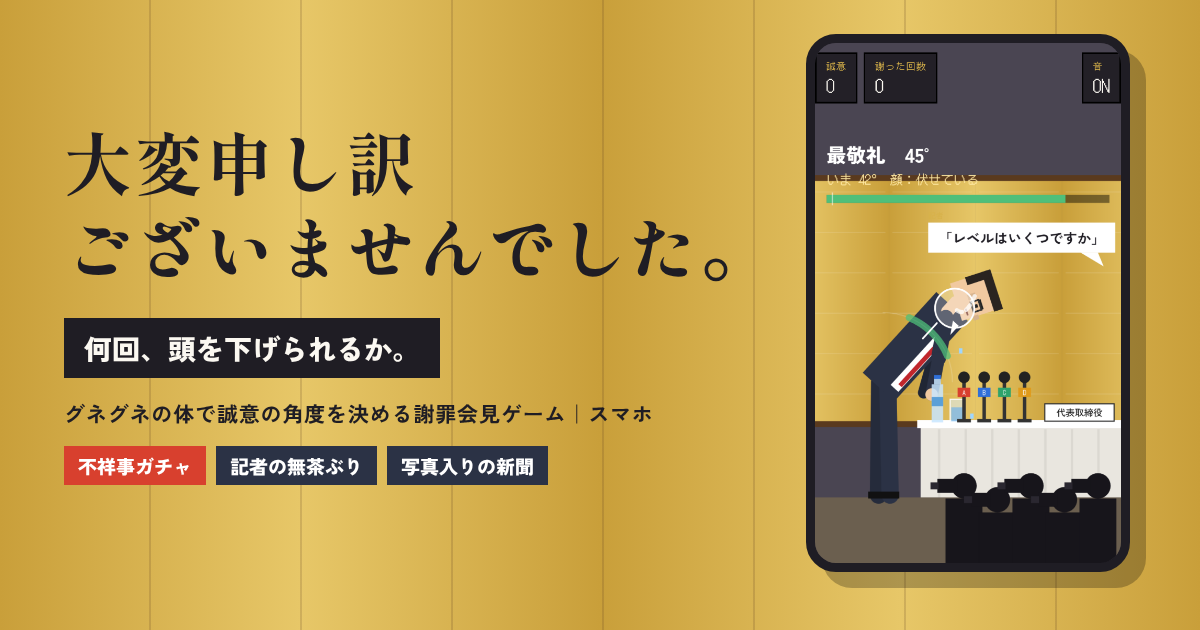 大変申し訳
ございませんでした。
何回、頭を下げられるか。
グネグネの体で誠意の角度を決める謝罪会見ゲーム｜スマホ
不祥事ガチャ
記者の無茶ぶり
写真入りの新聞
誠意
0
謝った回数
0
音
ON
最敬礼 45°
いま 42° 顔：伏せている
「レベルはいくつですか」
A
B
C
D
代表取締役